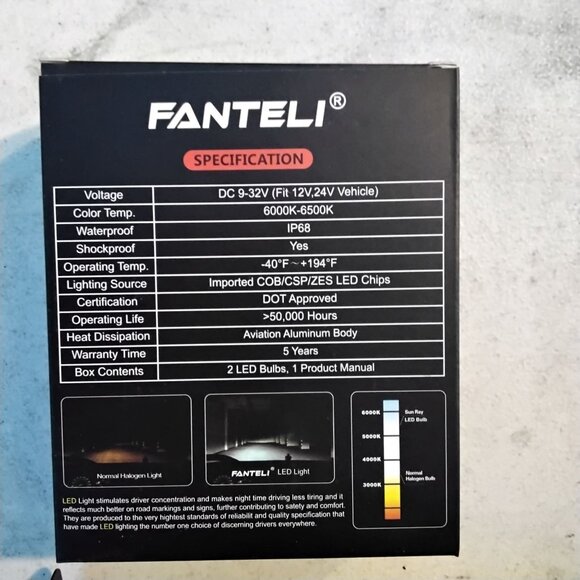 FANTELI®
SPECIFICATION
Voltage DC 9-32V (Fit 12V,24V Vehicle)
Color Temp. 6000K-6500K
Waterproof IP68
Shockproof Yes
Operating Temp. -40°F~+194°F
Lighting Source Imported COB/CSP/ZES LED Chips
Certification DOT Approved
Operating Life >50,000 Hours
Heat Dissipation Aviation Aluminum Body
Warranty Time 5 Years
Box Contents 2 LED Bulbs, 1 Product Manual
Normal Halogen Light
FANTELI® LED Light
6000K
Sun Ray
LED Bulb
5000K
4000K
3000K
Normal
Halogen Bulb
LED Light stimulates driver concentration and makes night time driving less tiring and it
reflects much better on road markings and signs, further contributing to safety and comfort.
They are produced to the very highest standards of reliabilit and quality specification that
have made LED lighting the number one choice of discerning drivers everywhere.